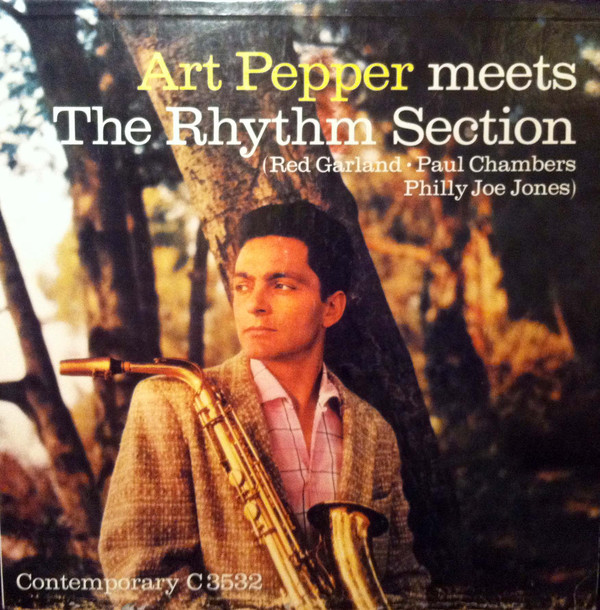 Art Pepper meets
The Rhythm Section
(Red Garland · Paul Chambers
Philly Joe Jones)
Contemporary C 3532